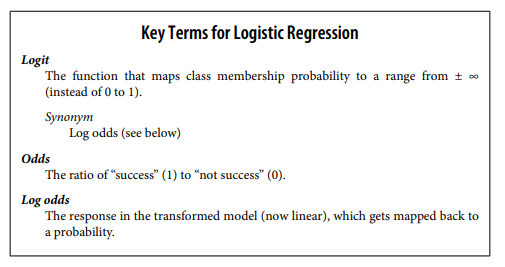 Key Terms for Logistic Regression
Logit
The function that maps class membership probability to a range from ± ∞
(instead of 0 to 1).
Synonym
Log odds (see below)
Odds
The ratio of “success” (1) to “not success” (0).
Log odds
The response in the transformed model (now linear), which gets mapped back to
a probability.